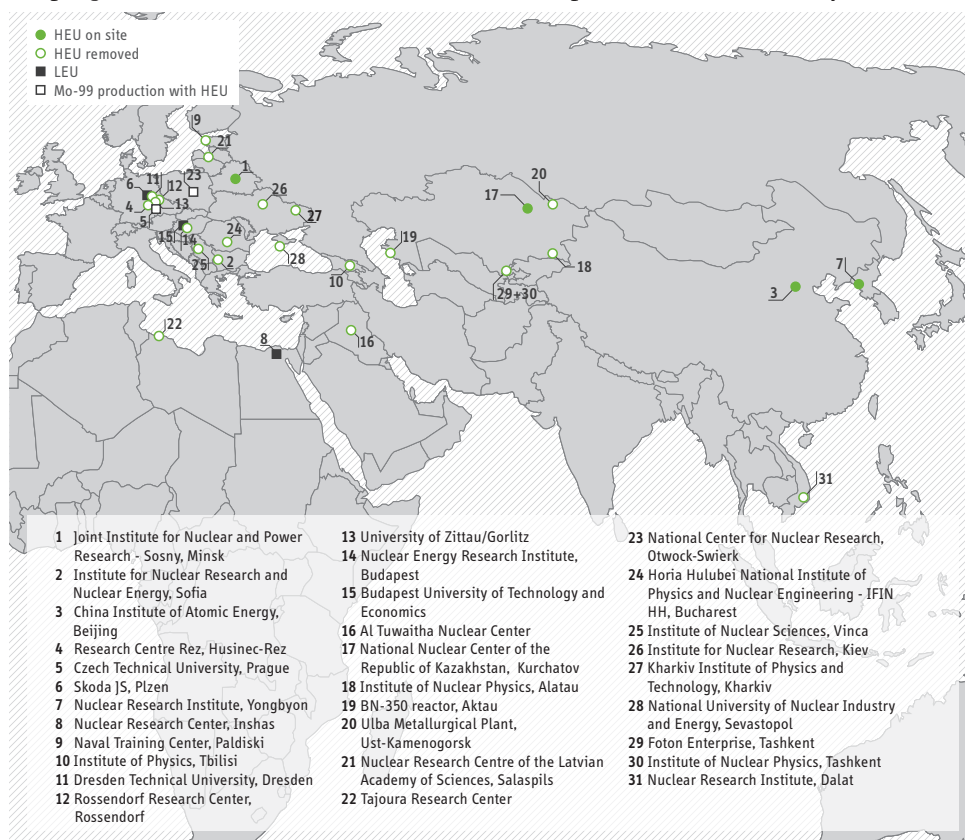 HEU on site
HEU removed
LEU
Mo-99 production with HEU
9
21
1
6
11
12
23
4
13
5
26
27
15
14
24
25
2
28
10
19
17
20
18
29+30
3
7
22
8
16
31
1 Joint Institute for Nuclear and Power
Research - Sosny, Minsk
2 Institute for Nuclear Research and
Nuclear Energy, Sofia
3 China Institute of Atomic Energy,
Beijing
4 Research Centre Rez, Husinec-Rez
5 Czech Technical University, Prague
6 Skoda JS, Plzen
7 Nuclear Research Institute, Yongbyon
8 Nuclear Research Center, Inshas
9 Naval Training Center, Paldiski
10 Institute of Physics, Tbilisi
11 Dresden Technical University, Dresden
12 Rossendorf Research Center,
Rossendorf
13 University of Zittau/Gorlitz
14 Nuclear Energy Research Institute,
Budapest
15 Budapest University of Technology and
Economics
16 Al Tuwaitha Nuclear Center
17 National Nuclear Center of the
Republic of Kazakhstan, Kurchatov
18 Institute of Nuclear Physics, Alatau
19 BN-350 reactor, Aktau
20 Ulba Metallurgical Plant,
Ust-Kamenogorsk
21 Nuclear Research Centre of the Latvian
Academy of Sciences, Salaspils
22 Tajoura Research Center
23 National Center for Nuclear Research,
Otwock-Swierk
24 Horia Hulubei National Institute of
Physics and Nuclear Engineering - IFIN
HH, Bucharest
25 Institute of Nuclear Sciences, Vinca
26 Institute for Nuclear Research, Kiev
27 Kharkiv Institute of Physics and
Technology, Kharkiv
28 National University of Nuclear Industry
and Energy, Sevastopol
29 Foton Enterprise, Tashkent
30 Institute of Nuclear Physics, Tashkent
31 Nuclear Research Institute, Dalat